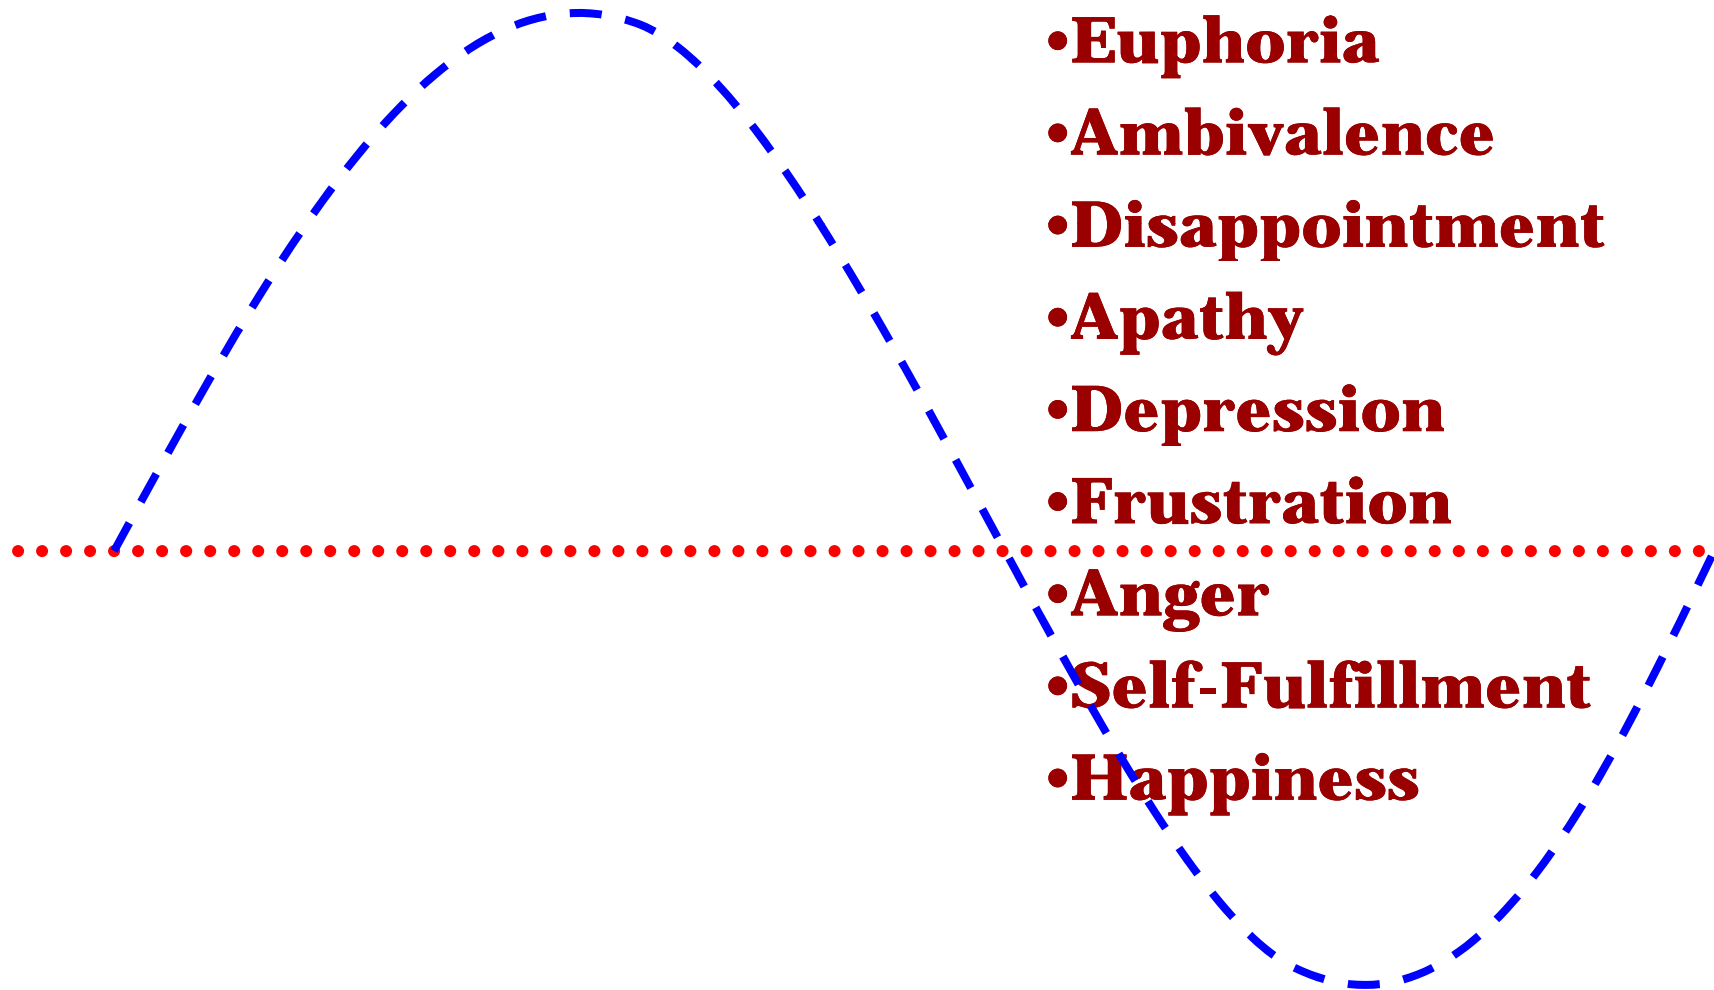 •Euphoria
•Ambivalence
•Disappointment
•Apathy
•Depression
•Frustration
•Anger
•Self-Fulfillment
•Happiness